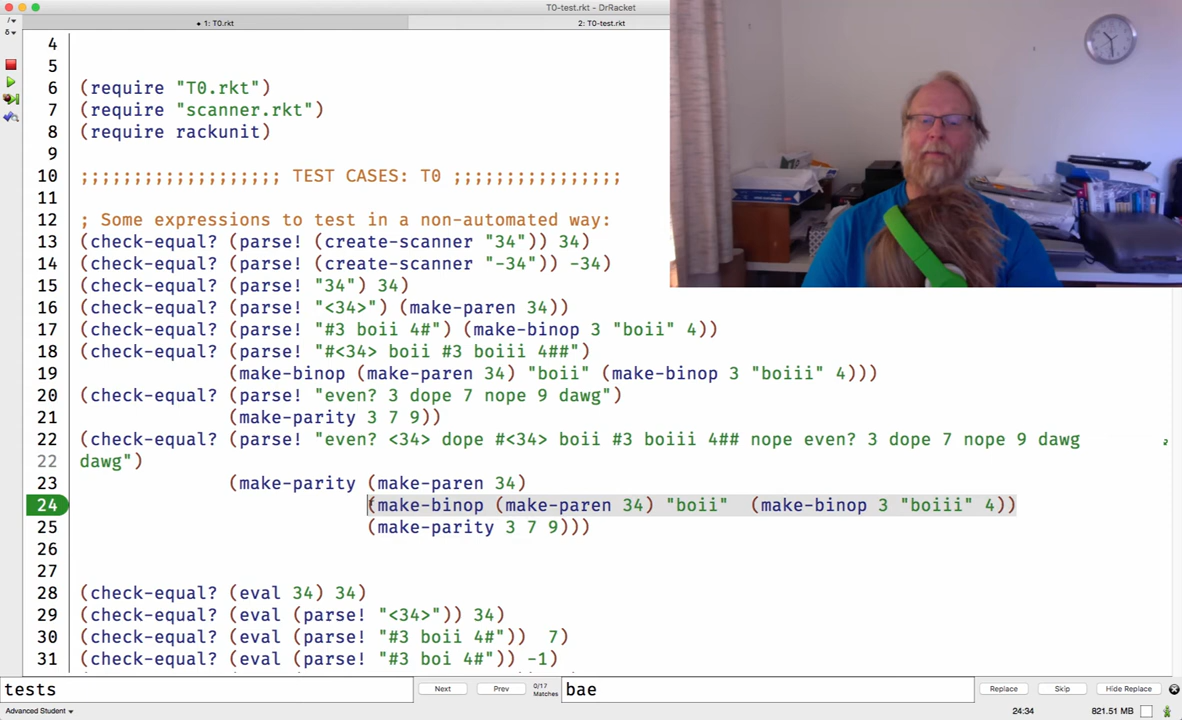 T0-test.rkt - DrRacket
1: T0.rkt
2: T0-test.rkt
4
5
6 (require "T0.rkt")
7 (require "scanner.rkt")
8 (require rackunit)
9
10 ;;;;;;;;;;;;;;;;;;; TEST CASES: T0 ;;;;;;;;;;;;;;;;
11
12 ; Some expressions to test in a non-automated way:
13 (check-equal? (parse! (create-scanner "34")) 34)
14 (check-equal? (parse! (create-scanner "-34")) -34)
15 (check-equal? (parse! "34") 34)
16 (check-equal? (parse! "<34>") (make-paren 34))
17 (check-equal? (parse! "#3 boii 4#") (make-binop 3 "boii" 4))
18 (check-equal? (parse! "#<34> boii #3 boiii 4##")
19 (make-binop (make-paren 34) "boii" (make-binop 3 "boiii" 4)))
20 (check-equal? (parse! "even? 3 dope 7 nope 9 dawg")
21 (make-parity 3 7 9))
22 (check-equal? (parse! "even? <34> dope #<34> boii #3 boiii 4## nope even? 3 dope 7 nope 9 dawg
22 dawg")
23 (make-parity (make-paren 34)
24 (make-binop (make-paren 34) "boii" (make-binop 3 "boiii" 4))
25 (make-parity 3 7 9)))
26
27
28 (check-equal? (eval 34) 34)
29 (check-equal? (eval (parse! "<34>")) 34)
30 (check-equal? (eval (parse! "#3 boii 4#")) 7)
31 (check-equal? (eval (parse! "#3 boi 4#")) -1)
tests
Next
Prev
0/17
Matches
bae
Replace
Skip
Hide Replace
Advanced Student
24:34
821.51 MB